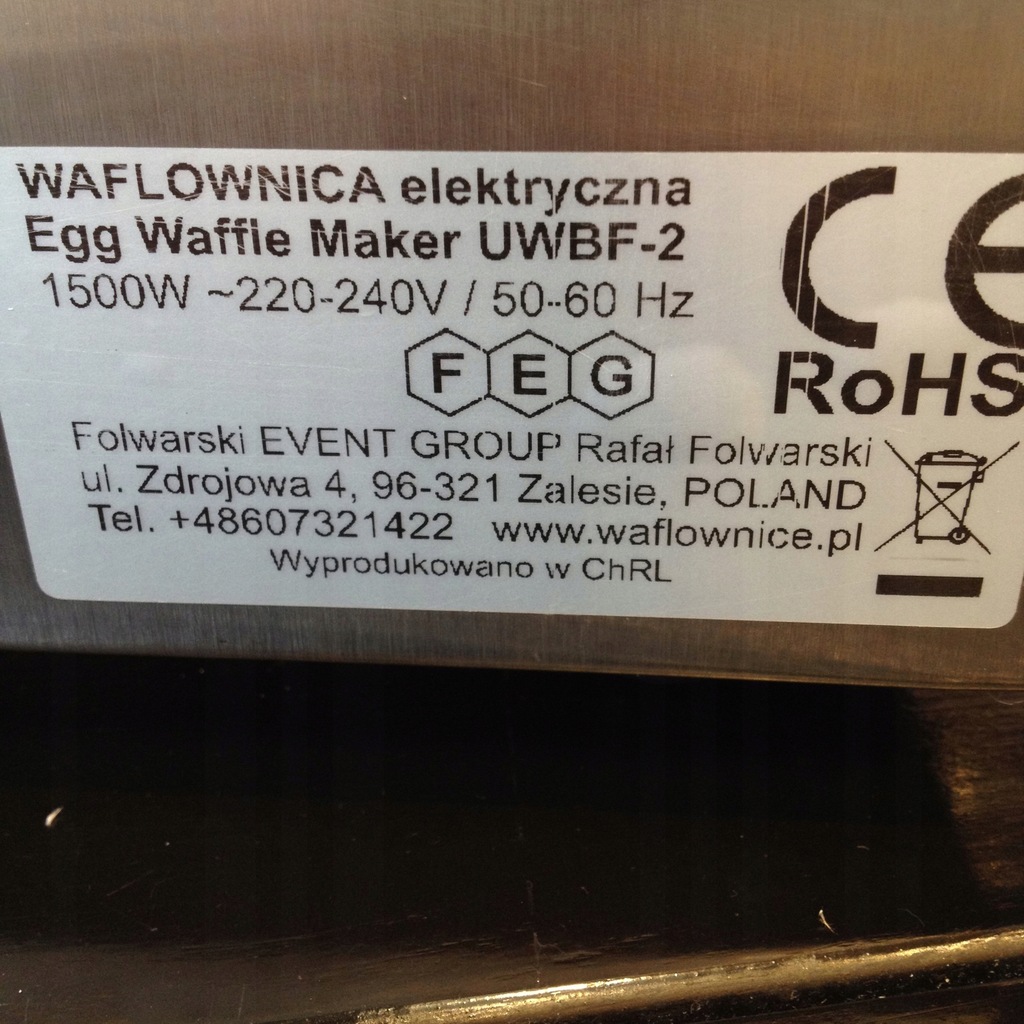 WAFLOWNICA elektryczna
Egg Waffle Maker UWBF-2
1500W ~220-240V / 50-60 Hz
CE
RoHS
FEG
Folwarski EVENT GROUP Rafał Folwarski
ul. Zdrojowa 4, 96-321 Zalesie, POLAND
Tel. +48607321422 www.waflownice.pl
Wyprodukowano w ChRL